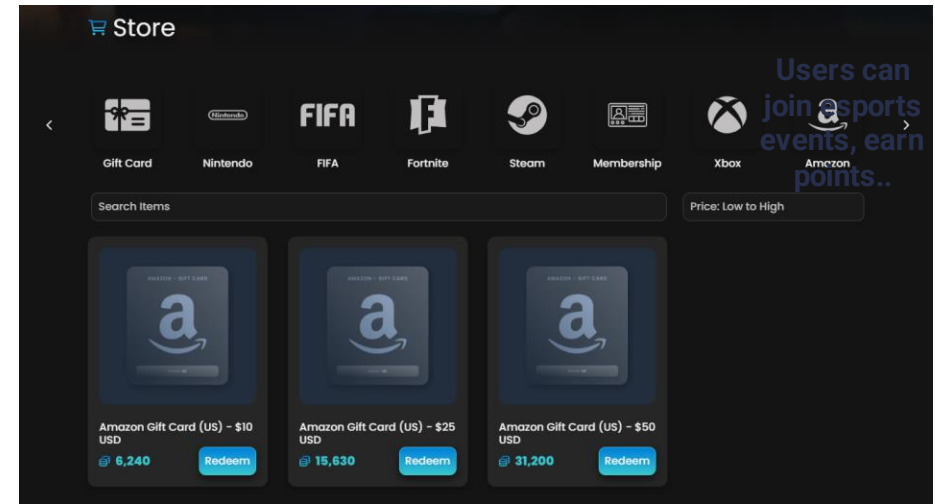 Store
Users can
join esports
events, earn
points..
Nintendo
FIFA
Gift Card
Nintendo
FIFA
Fortnite
Steam
Membership
Xbox
Amazon
Search Items
Price: Low to High
AMAZON - GIFT CARD
AMAZON - GIFT CARD
AMAZON - GIFT CARD
Amazon Gift Card (US) - $10
USD
6,240
Redeem
Amazon Gift Card (US) - $25
USD
15,630
Redeem
Amazon Gift Card (US) - $50
USD
31,200
Redeem